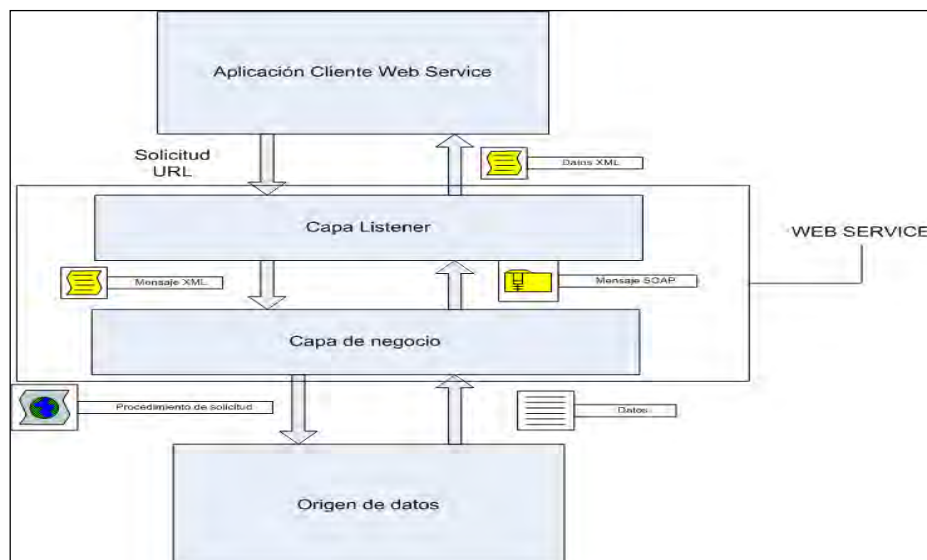 Aplicación Cliente Web Service
Solicitud
URL
Datos XML
Capa Listener
WEB SERVICE
Mensaje XML
Mensaje SOAP
Capa de negocio
Procedimiento de solicitud
Datos
Origen de datos